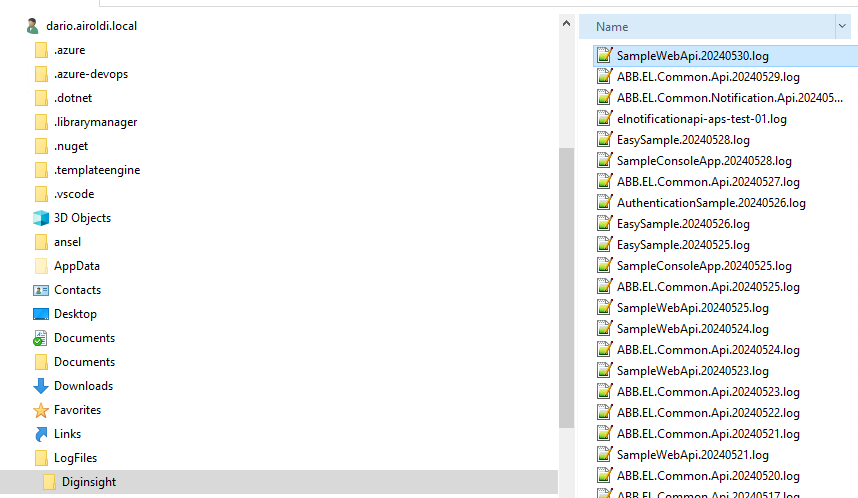 dario.airoldi.local
.azure
.azure-devops
.dotnet
.librarymanager
.nuget
.templateengine
.vscode
3D Objects
ansel
AppData
Contacts
Desktop
Documents
Documents
Downloads
Favorites
Links
LogFiles
Diginsight
Name
SampleWebApi.20240530.log
ABB.EL.Common.Api.20240529.log
ABB.EL.Common.Notification.Api.202405...
elnotificationapi-aps-test-01.log
EasySample.20240528.log
SampleConsoleApp.20240528.log
ABB.EL.Common.Api.20240527.log
AuthenticationSample.20240526.log
EasySample.20240526.log
EasySample.20240525.log
SampleConsoleApp.20240525.log
ABB.EL.Common.Api.20240525.log
SampleWebApi.20240525.log
SampleWebApi.20240524.log
ABB.EL.Common.Api.20240524.log
SampleWebApi.20240523.log
ABB.EL.Common.Api.20240523.log
ABB.EL.Common.Api.20240522.log
ABB.EL.Common.Api.20240521.log
SampleWebApi.20240521.log
ABB.EL.Common.Api.20240520.log
ABB.EL.Common.Api.20240517.log